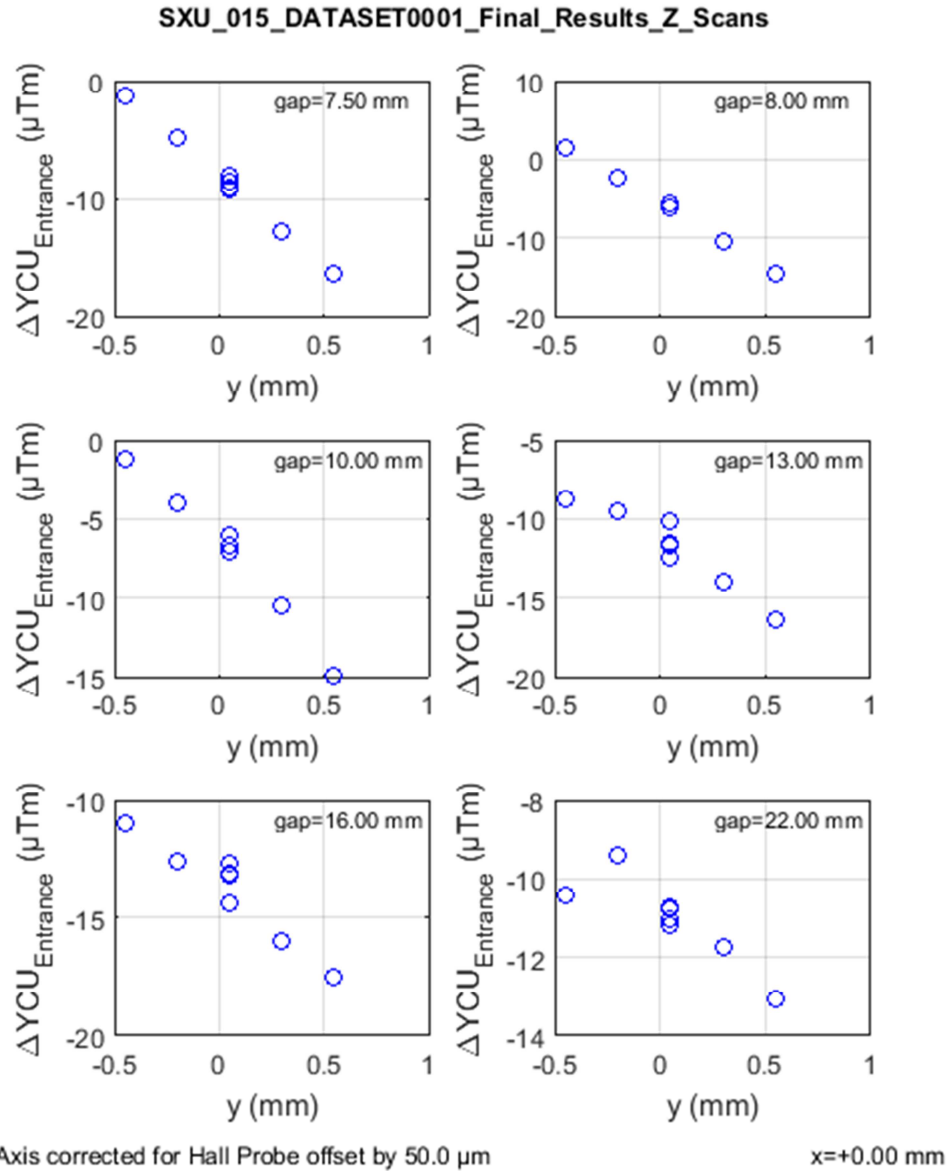 SXU_015_DATASET0001_Final_Results_Z_Scans
ΔYCU_Entrance (μTm)
0
-10
-20
gap=7.50 mm
-0.5 0 0.5 1
y (mm)
ΔYCU_Entrance (μTm)
10
0
-10
-20
gap=8.00 mm
-0.5 0 0.5 1
y (mm)
ΔYCU_Entrance (μTm)
0
-5
-10
-15
gap=10.00 mm
-0.5 0 0.5 1
y (mm)
ΔYCU_Entrance (μTm)
-5
-10
-15
-20
gap=13.00 mm
-0.5 0 0.5 1
y (mm)
ΔYCU_Entrance (μTm)
-10
-15
-20
gap=16.00 mm
-0.5 0 0.5 1
y (mm)
ΔYCU_Entrance (μTm)
-8
-10
-12
-14
gap=22.00 mm
-0.5 0 0.5 1
y (mm)
Axis corrected for Hall Probe offset by 50.0 μm
x=+0.00 mm